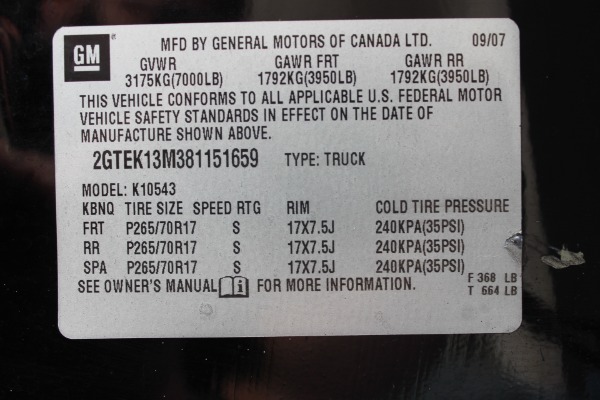 GM MFD BY GENERAL MOTORS OF CANADA LTD. 09/07
GVWR GAWR FRT GAWR RR
3175KG(7000LB) 1792KG(3950LB) 1792KG(3950LB)
THIS VEHICLE CONFORMS TO ALL APPLICABLE U.S. FEDERAL MOTOR
VEHICLE SAFETY STANDARDS IN EFFECT ON THE DATE OF
MANUFACTURE SHOWN ABOVE.
2GTEK13M381151659 TYPE: TRUCK
MODEL: K10543
KBNQ TIRE SIZE SPEED RTG RIM COLD TIRE PRESSURE
FRT P265/70R17 S 17X7.5J 240KPA(35PSI)
RR P265/70R17 S 17X7.5J 240KPA(35PSI)
SPA P265/70R17 S 17X7.5J 240KPA(35PSI)
SEE OWNER'S MANUAL i FOR MORE INFORMATION.
F 368 LB
T 664 LB